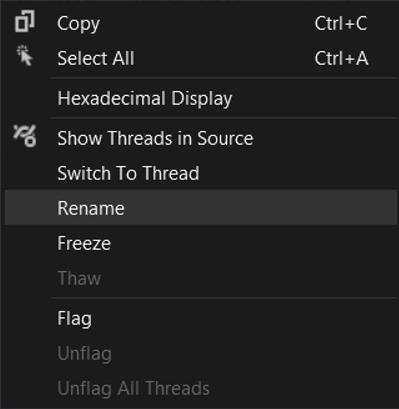 Copy Ctrl+C
Select All Ctrl+A
Hexadecimal Display
Show Threads in Source
Switch To Thread
Rename
Freeze
Thaw
Flag
Unflag
Unflag All Threads